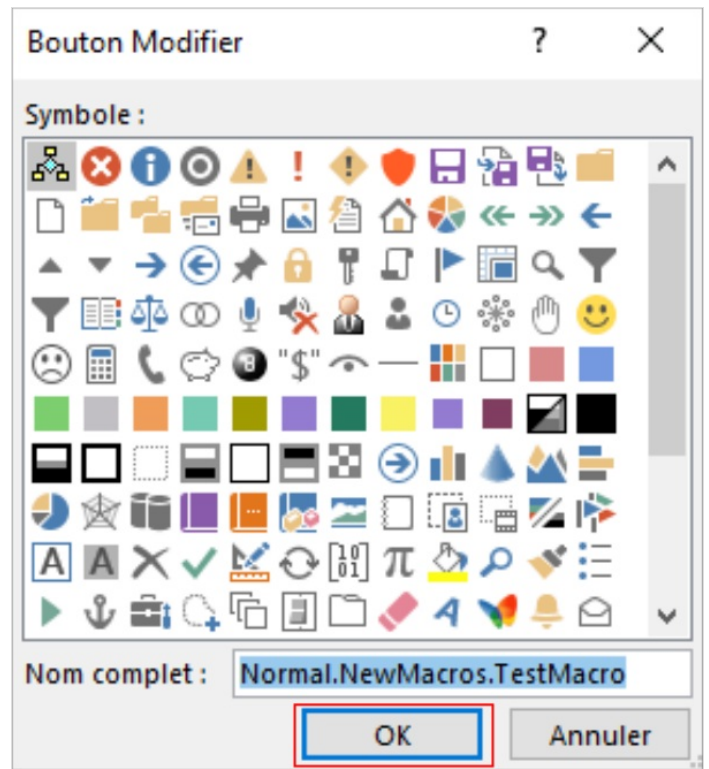 Bouton Modifier
Symbole :
"$"
Nom complet :
Normal.NewMacros.TestMacro
OK
Annuler